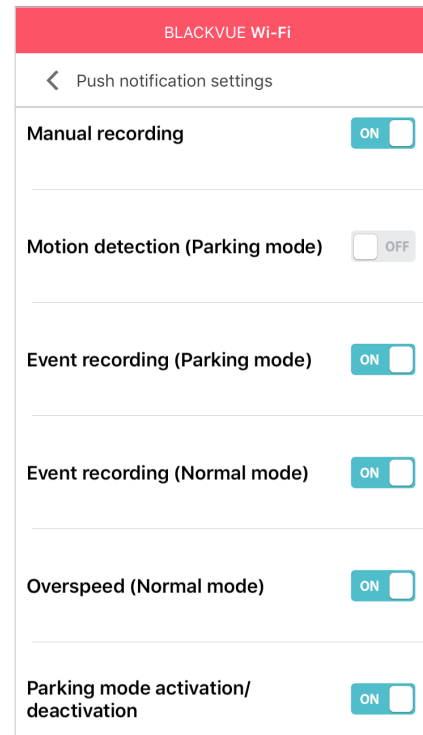 BLACKVUE Wi-Fi
Push notification settings
Manual recording ON
Motion detection (Parking mode) OFF
Event recording (Parking mode) ON
Event recording (Normal mode) ON
Overspeed (Normal mode) ON
Parking mode activation/
deactivation ON